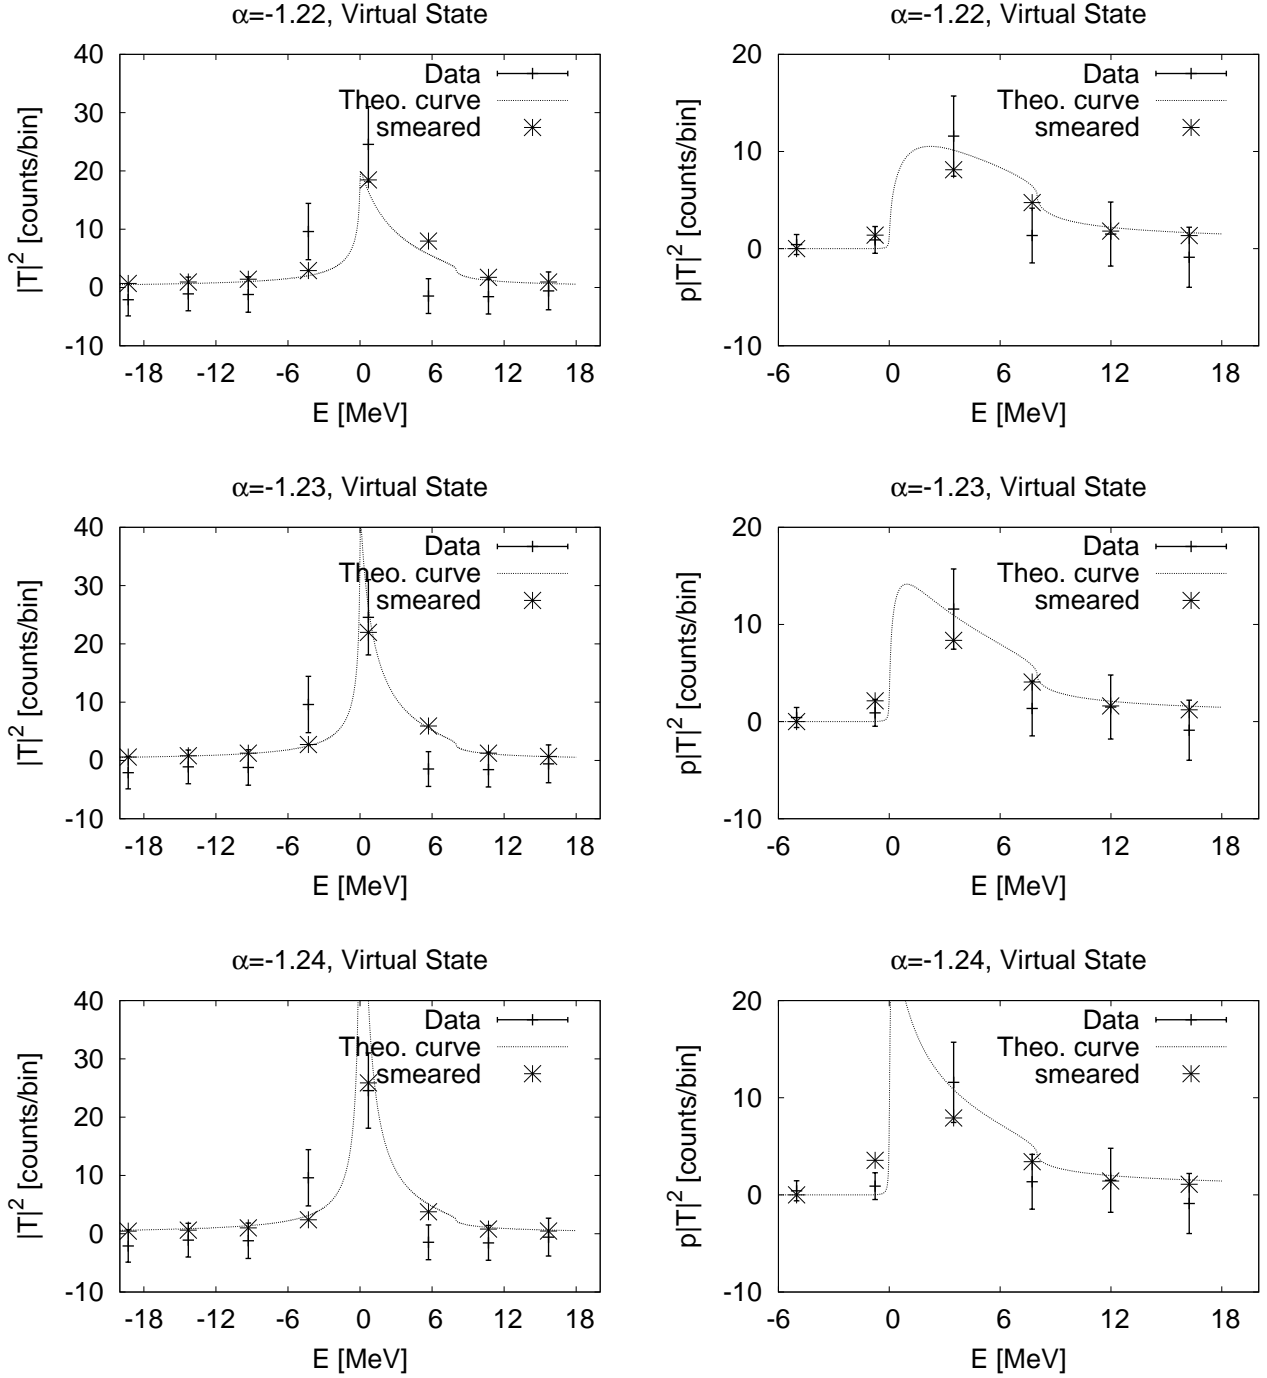 α=-1.22, Virtual State
|T|² [counts/bin]
40
30
20
10
0
-10
Data
Theo. curve
smeared
-18 -12 -6 0 6 12 18
E [MeV]
α=-1.22, Virtual State
p|T|² [counts/bin]
20
10
0
-10
Data
Theo. curve
smeared
-6 0 6 12 18
E [MeV]
α=-1.23, Virtual State
|T|² [counts/bin]
40
30
20
10
0
-10
Data
Theo. curve
smeared
-18 -12 -6 0 6 12 18
E [MeV]
α=-1.23, Virtual State
p|T|² [counts/bin]
20
10
0
-10
Data
Theo. curve
smeared
-6 0 6 12 18
E [MeV]
α=-1.24, Virtual State
|T|² [counts/bin]
40
30
20
10
0
-10
Data
Theo. curve
smeared
-18 -12 -6 0 6 12 18
E [MeV]
α=-1.24, Virtual State
p|T|² [counts/bin]
20
10
0
-10
Data
Theo. curve
smeared
-6 0 6 12 18
E [MeV]